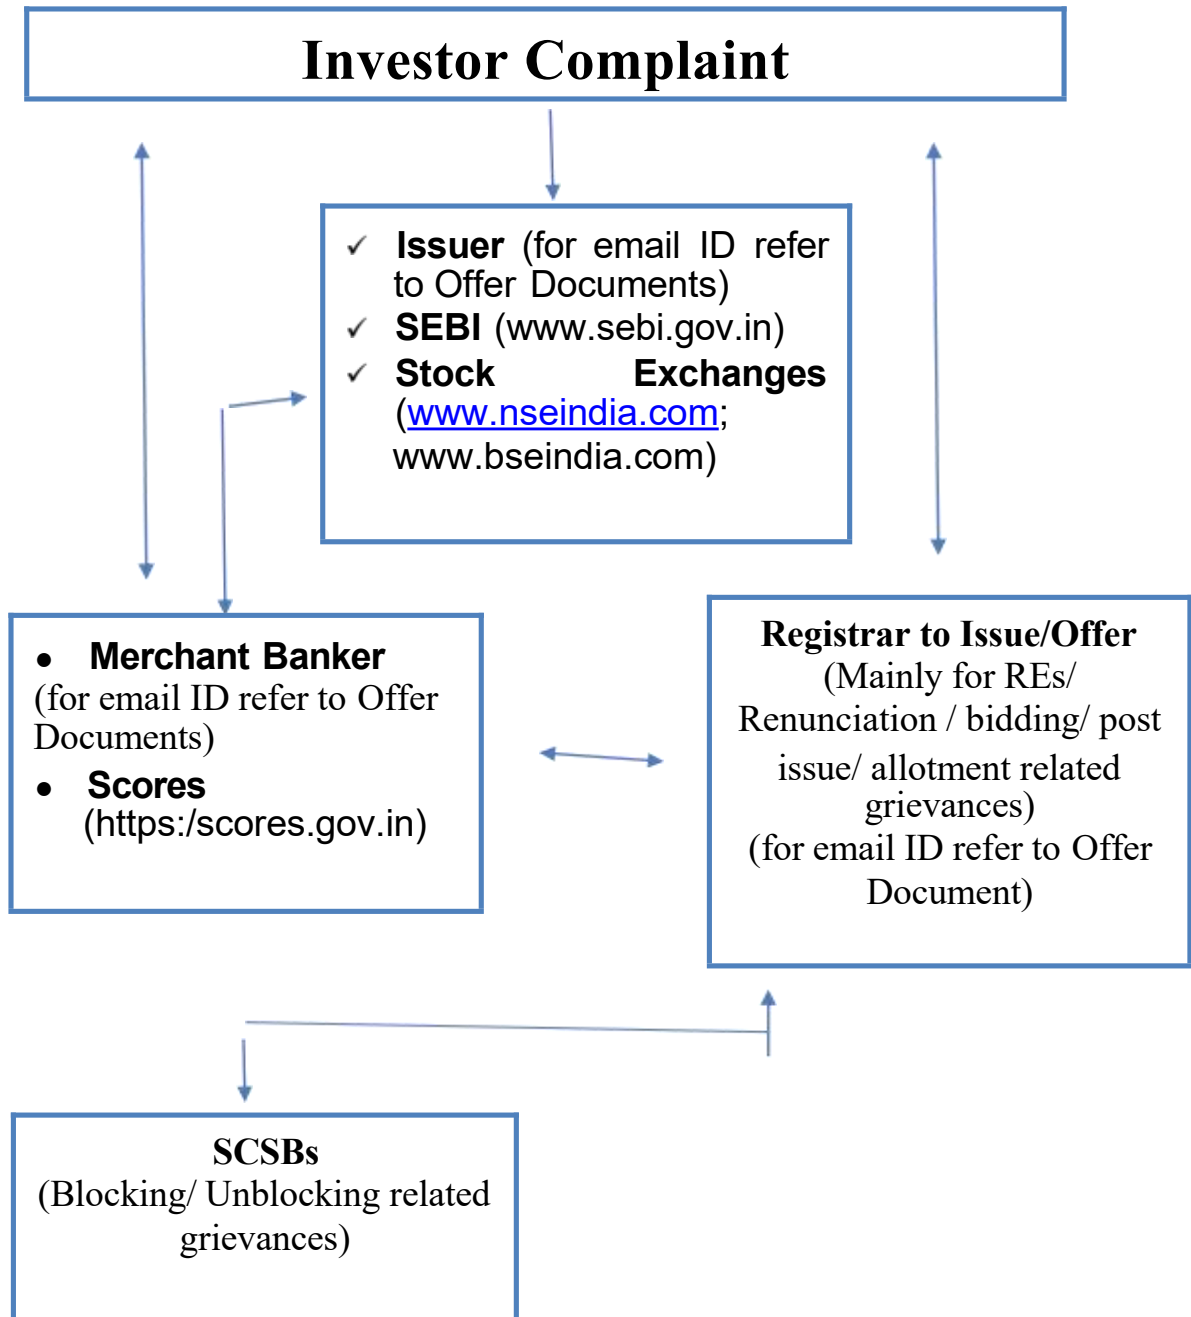 Investor Complaint
✓ Issuer (for email ID refer
to Offer Documents)
✓ SEBI (www.sebi.gov.in)
✓ Stock Exchanges
(www.nseindia.com;
www.bseindia.com)
● Merchant Banker
(for email ID refer to Offer
Documents)
● Scores
(https:/scores.gov.in)
Registrar to Issue/Offer
(Mainly for REs/
Renunciation / bidding/ post
issue/ allotment related
grievances)
(for email ID refer to Offer
Document)
SCSBs
(Blocking/ Unblocking related
grievances)